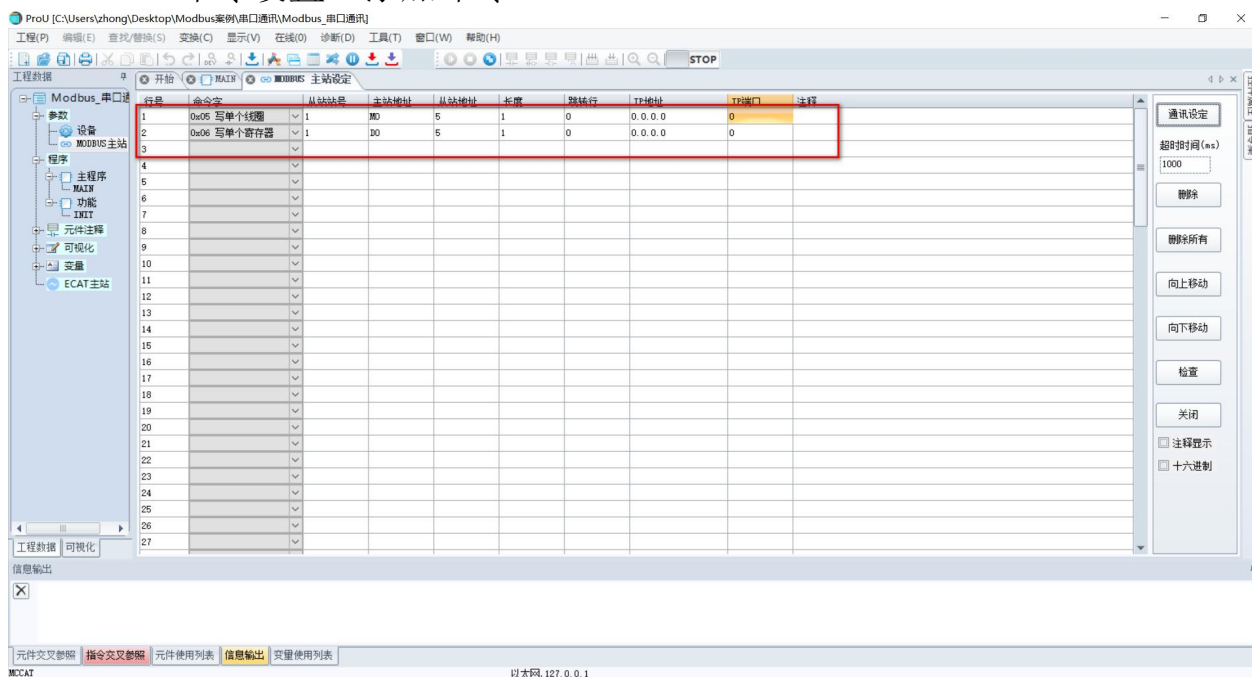 ProU [C:\Users\zhong\Desktop\Modbus案例\串口通讯\Modbus_串口通讯]
工程(P) 编辑(E) 查找/替换(S) 变换(C) 显示(V) 在线(O) 诊断(D) 工具(T) 窗口(W) 帮助(H)
STOP
工程数据
开始 MAIN MODBUS 主站设定
Modbus_串口通
参数
设备
MODBUS主站
程序
主程序
MAIN
功能
INIT
元件注释
可视化
变量
ECAT主站
工程数据 可视化
行号 命令字 从站站号 主站地址 从站地址 长度 跳转行 IP地址 IP端口 注释
1 0x05 写单个线圈 1 M0 5 1 0 0.0.0.0 0
2 0x06 写单个寄存器 1 D0 5 1 0 0.0.0.0 0
3
4
5
6
7
8
9
10
11
12
13
14
15
16
17
18
19
20
21
22
23
24
25
26
27
通讯设定
超时时间(ms)
1000
删除
删除所有
向上移动
向下移动
检查
关闭
注释显示
十六进制
信息输出
元件交叉参照 指令交叉参照 元件使用列表 信息输出 变量使用列表
MCCAT 以太网,127.0.0.1